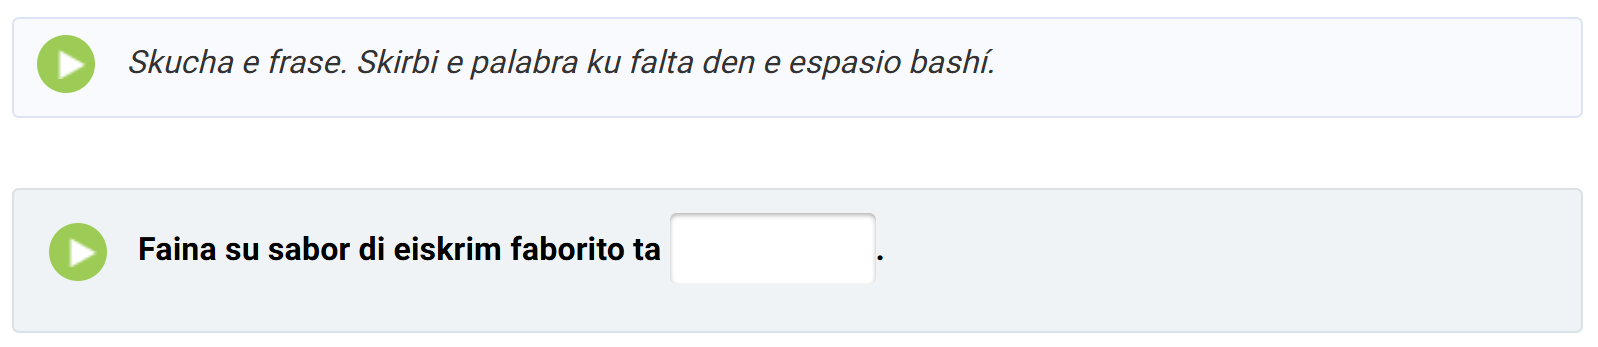 Skucha e frase. Skirbi e palabra ku falta den e espasio bashí.
Faina su sabor di eiskrim faborito ta .